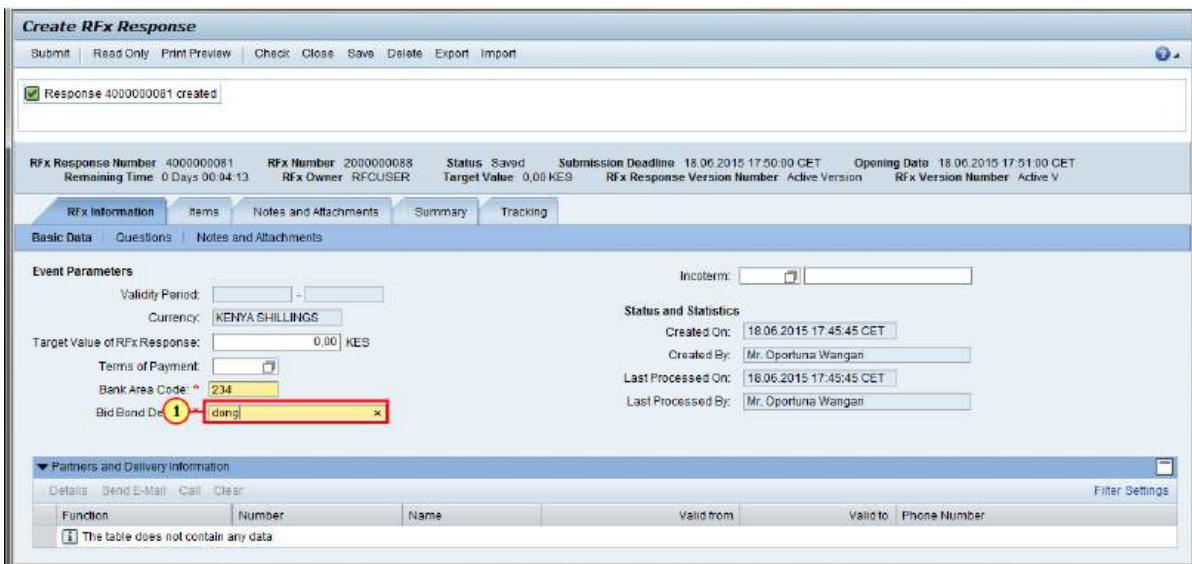 Create RFx Response
Submit Read Only Print Preview Check Close Save Delete Export Import
Response 4000000081 created
RFx Response Number 4000000081 RFx Number 2000000088 Status Saved Submission Deadline 18.06.2015 17:50:00 CET Opening Date 18.06.2015 17:51:00 CET
Remaining Time 0 Days 00:04:13 RFx Owner RFCUSER Target Value 0,00 KES RFx Response Version Number Active Version RFx Version Number Active V
RFx Information Items Notes and Attachments Summary Tracking
Basic Data Questions Notes and Attachments
Event Parameters
Validity Period: -
Currency: KENYA SHILLINGS
Target Value of RFx Response: 0,00 KES
Terms of Payment:
Bank Area Code: * 234
Bid Bond De 1 * dong
Incoterm:
Status and Statistics
Created On: 18.06.2015 17:45:45 CET
Created By: Mr. Oportuna Wangari
Last Processed On: 18.06.2015 17:45:45 CET
Last Processed By: Mr. Oportuna Wangari
Partners and Delivery Information
Details Send E-Mail Call Clear Filter Settings
Function Number Name Valid from Valid to Phone Number
The table does not contain any data